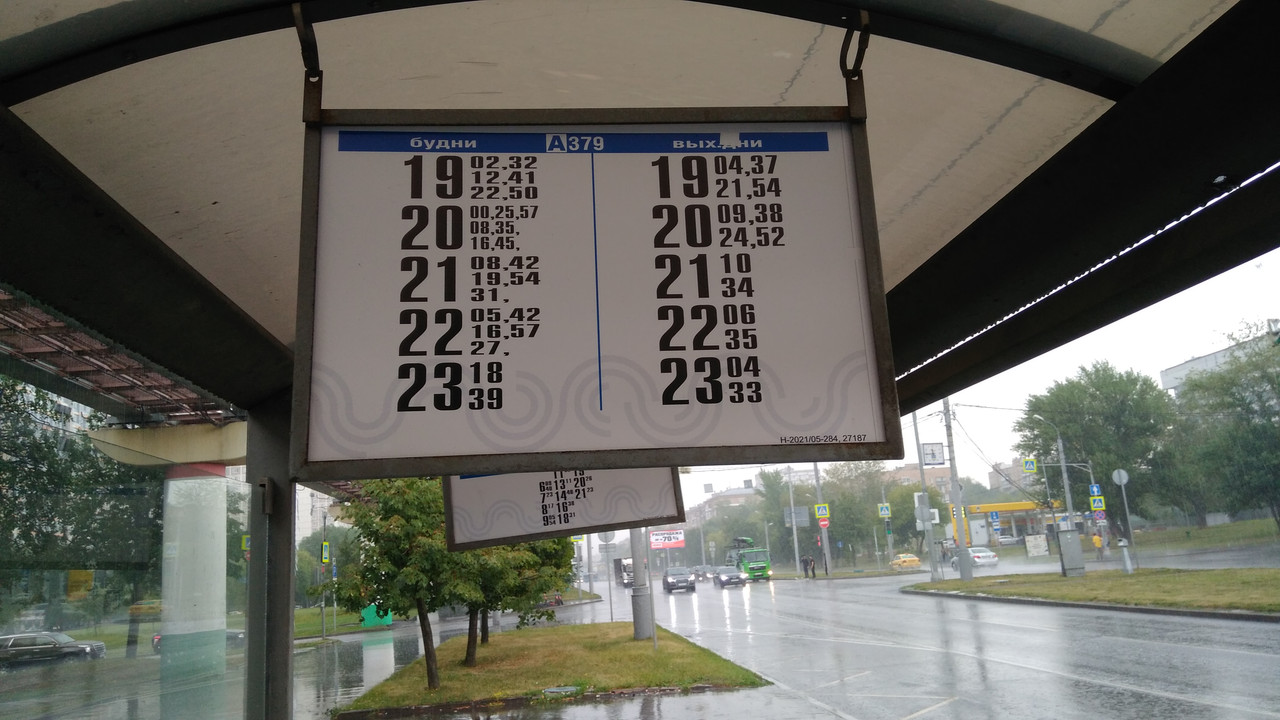 будни А379 вых.дни
19 02,32 12,41 22,50
20 00,25,57 08,35, 16,45,
21 08,42 19,54 31,
22 05,42 16,57 27,
23 18 39
19 04,37 21,54
20 09,38 24,52
21 10 34
22 06 35
23 04 33
Н-2021/05-284, 27187
-70%